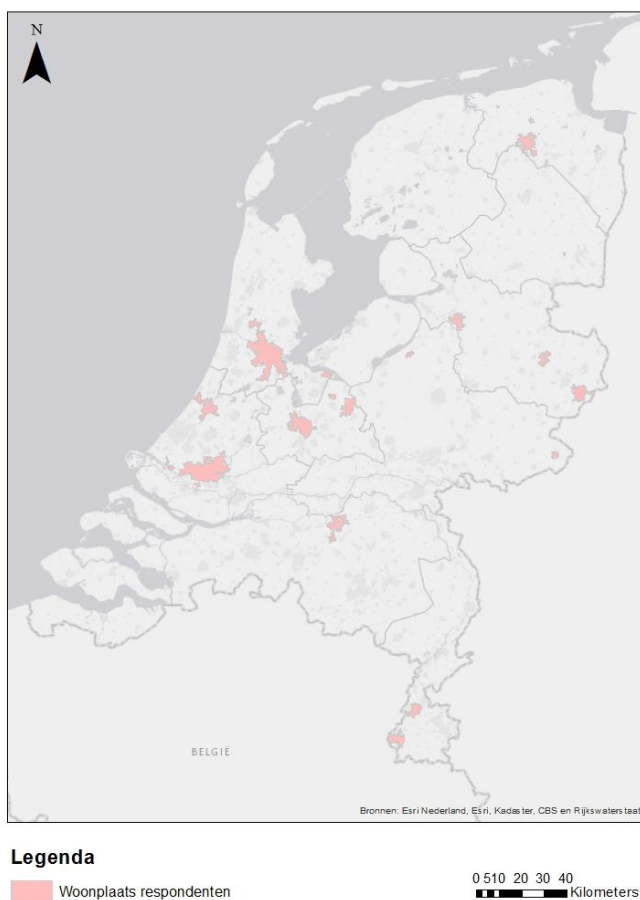 N
BELGIË
Bronnen: Esri Nederland, Esri, Kadaster, CBS en Rijkswaterstaat
Legenda
Woonplaats respondenten
0 5 10 20 30 40
Kilometers